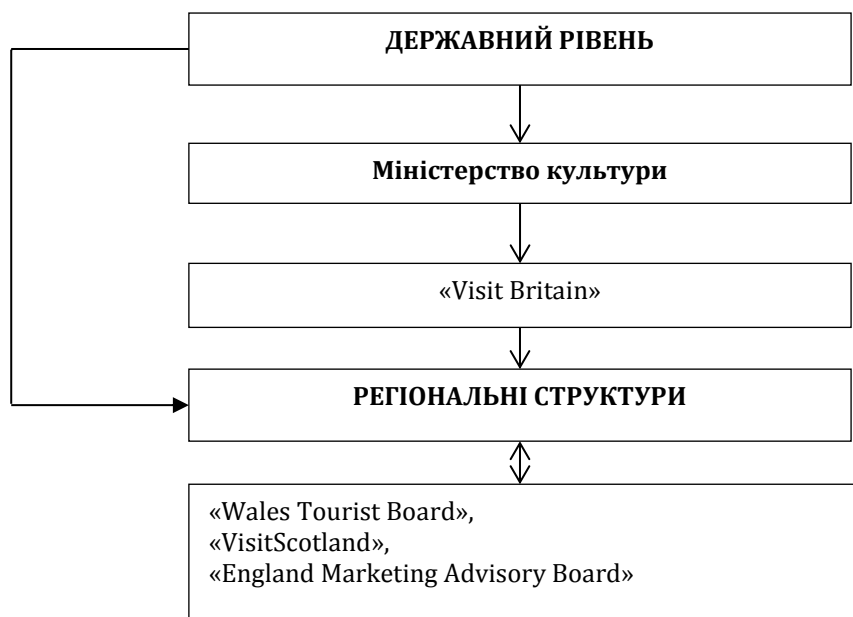 ДЕРЖАВНИЙ РІВЕНЬ
Міністерство культури
«Visit Britain»
РЕГІОНАЛЬНІ СТРУКТУРИ
«Wales Tourist Board»,
«VisitScotland»,
«England Marketing Advisory Board»